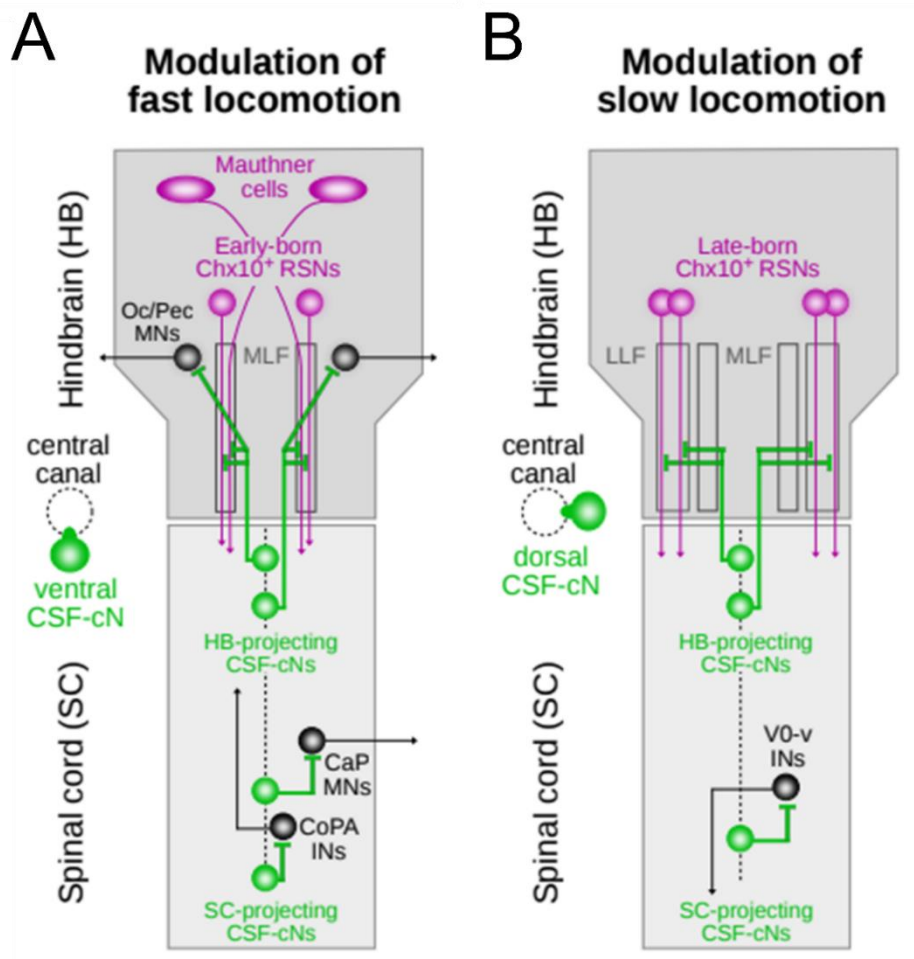 A
Modulation of
fast locomotion
Hindbrain (HB)
Mauthner
cells
Early-born
Chx10⁺ RSNs
Oc/Pec
MNs
MLF
central
canal
ventral
CSF-cN
HB-projecting
CSF-cNs
Spinal cord (SC)
CaP
MNs
CoPA
INs
SC-projecting
CSF-cNs
B
Modulation of
slow locomotion
Hindbrain (HB)
Late-born
Chx10⁺ RSNs
LLF
MLF
central
canal
dorsal
CSF-cN
HB-projecting
CSF-cNs
Spinal cord (SC)
V0-v
INs
SC-projecting
CSF-cNs